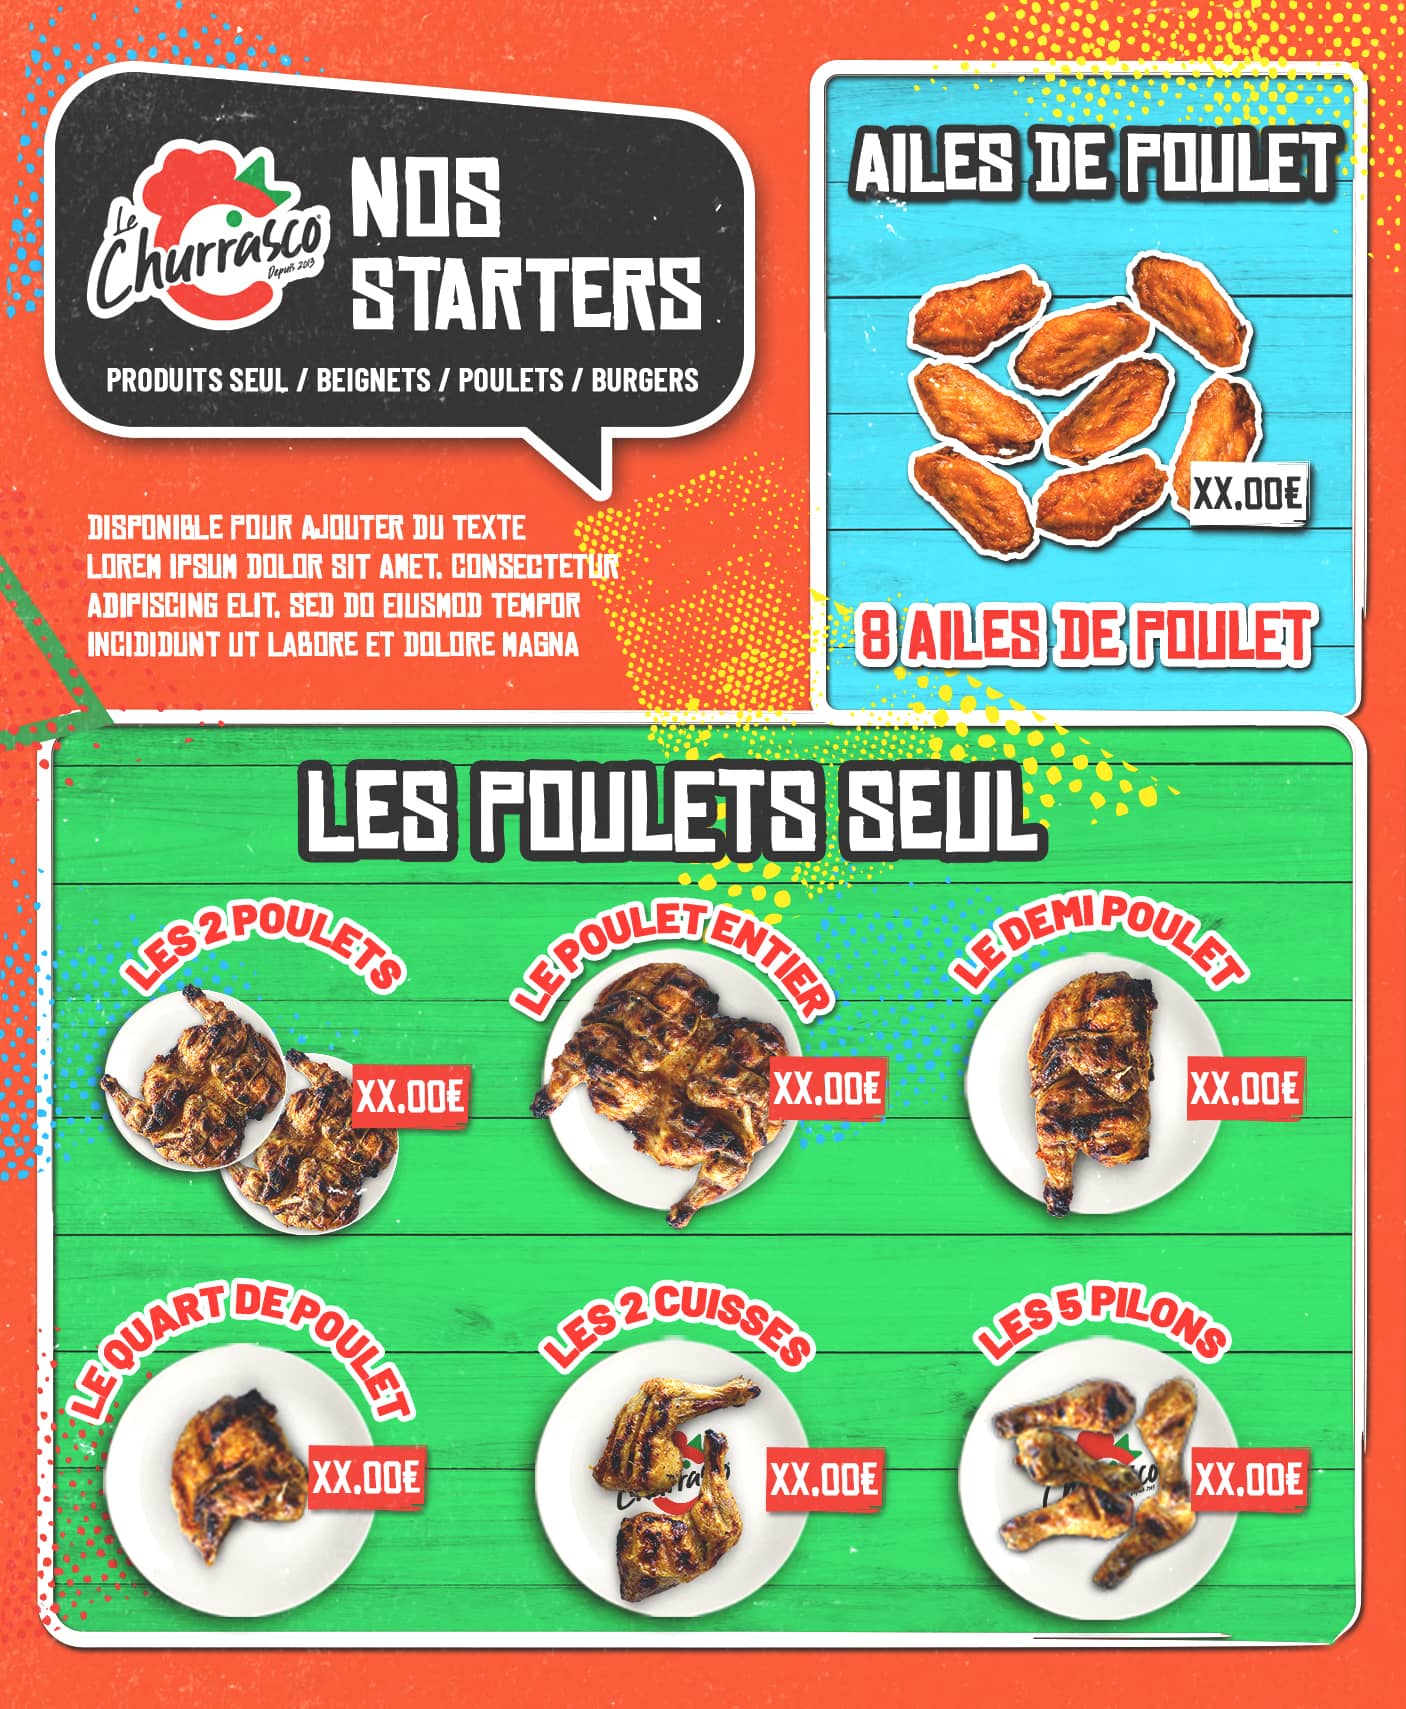 Le
Churrasco
Depuis 2013
NOS
STARTERS
PRODUITS SEUL / BEIGNETS / POULETS / BURGERS
DISPONIBLE POUR AJOUTER DU TEXTE
LOREM IPSUM DOLOR SIT AMET, CONSECTETUR
ADIPISCING ELIT, SED DO EIUSMOD TEMPOR
INCIDIDUNT UT LABORE ET DOLORE MAGNA
AILES DE POULET
XX,00€
8 AILES DE POULET
LES POULETS SEUL
LES 2 POULETS
XX,00€
LE POULET ENTIER
XX,00€
LE DEMI POULET
XX,00€
LE QUART DE POULET
XX,00€
LES 2 CUISSES
XX,00€
LES 5 PILONS
XX,00€